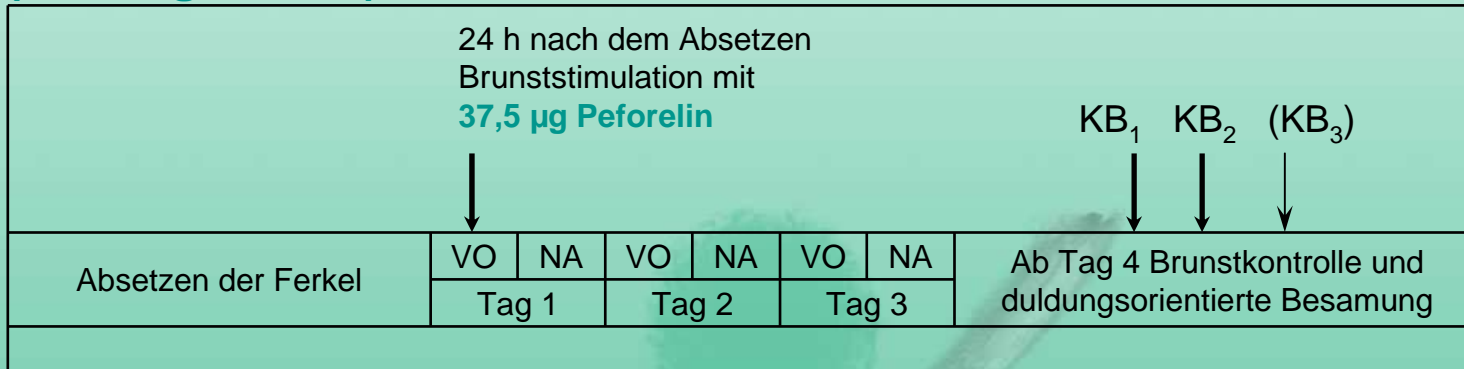 24 h nach dem Absetzen
Brunststimulation mit
37,5 µg Peforelin
KB₁ KB₂ (KB₃)
Absetzen der Ferkel
VO NA VO NA VO NA
Tag 1 Tag 2 Tag 3
Ab Tag 4 Brunstkontrolle und
duldungsorientierte Besamung